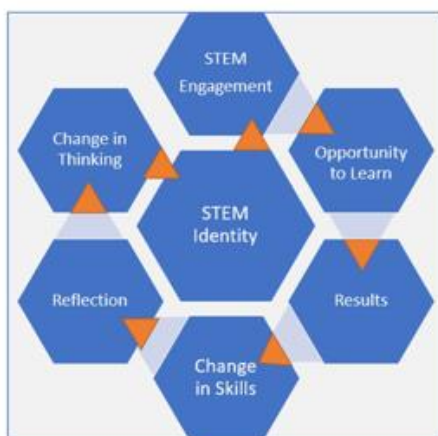 STEM
Engagement
Opportunity
to Learn
Results
Change
in Skills
Reflection
Change in
Thinking
STEM
Identity